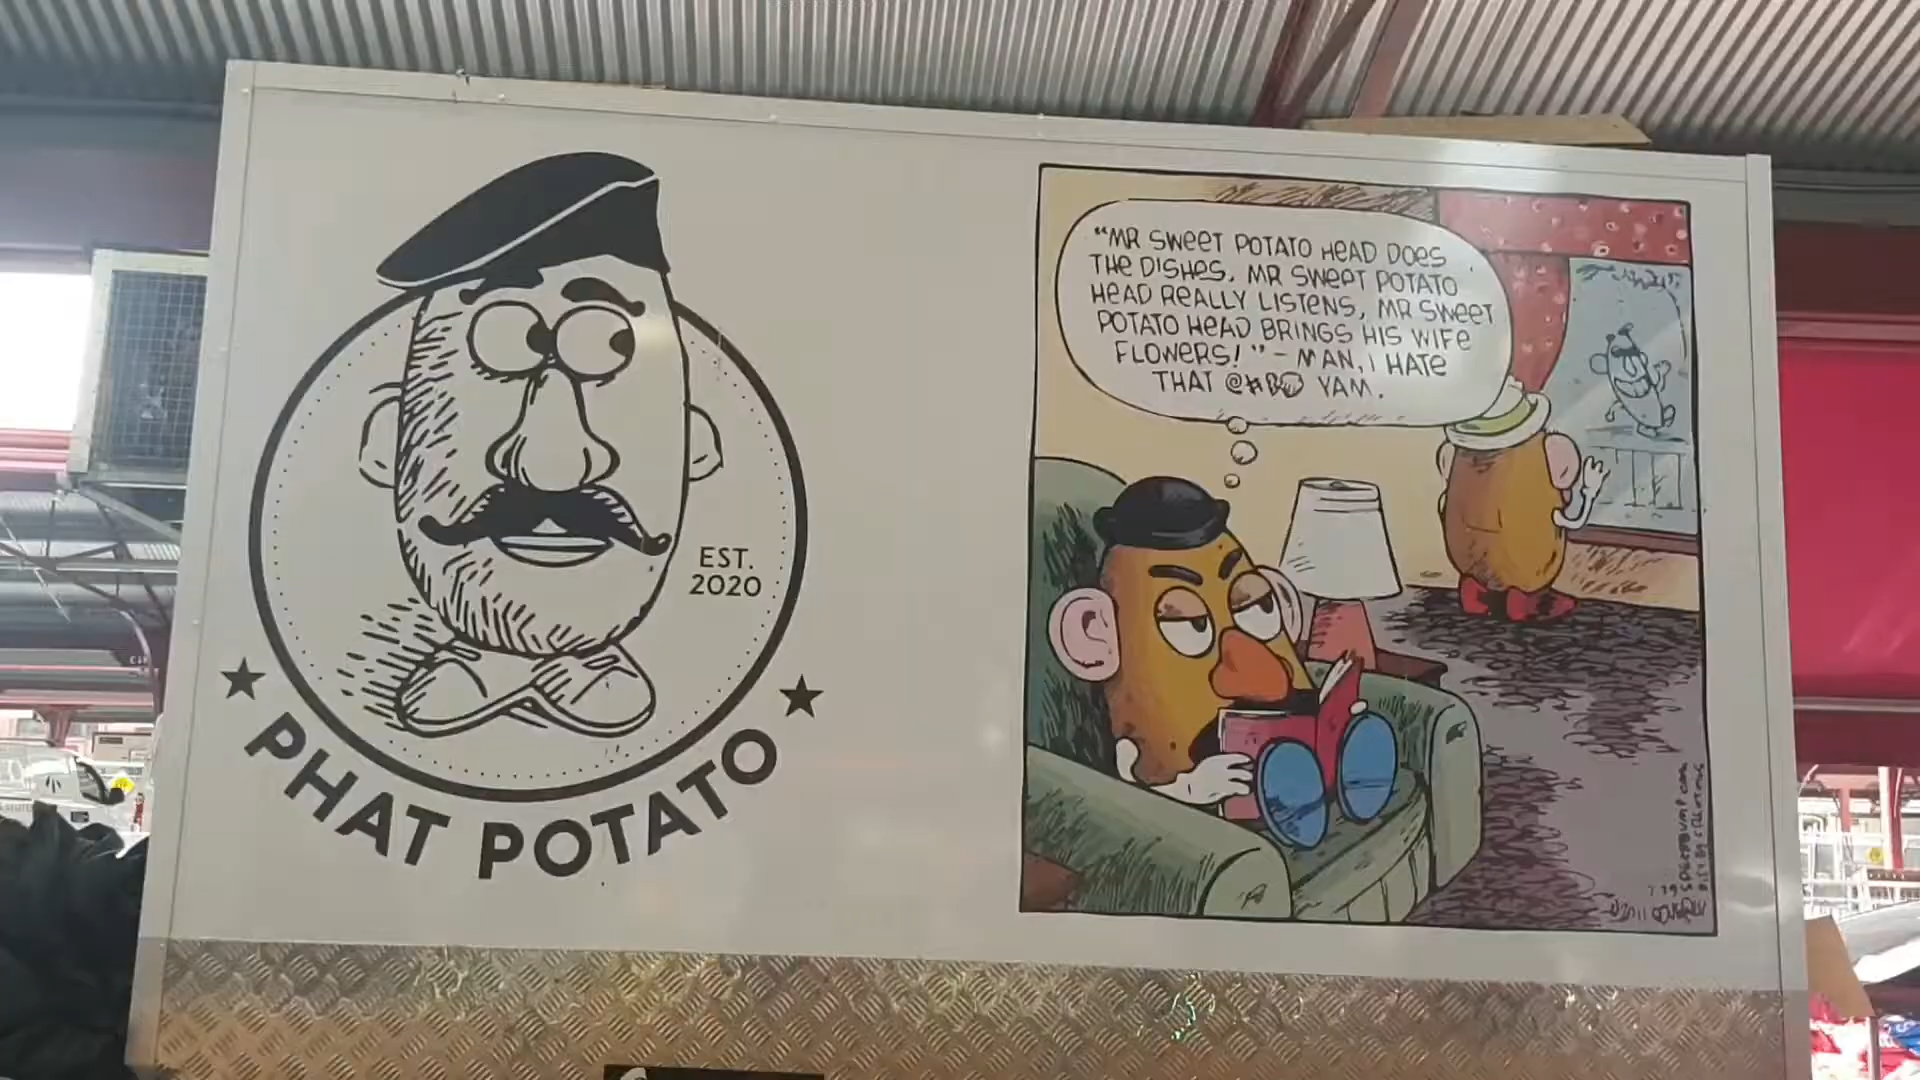 EST.
2020
PHAT POTATO
"MR SWEET POTATO HEAD DOES
THE DISHES, MR SWEET POTATO
HEAD REALLY LISTENS, MR SWEET
POTATO HEAD BRINGS HIS WIFE
FLOWERS!" - MAN, I HATE
THAT @#%O YAM.